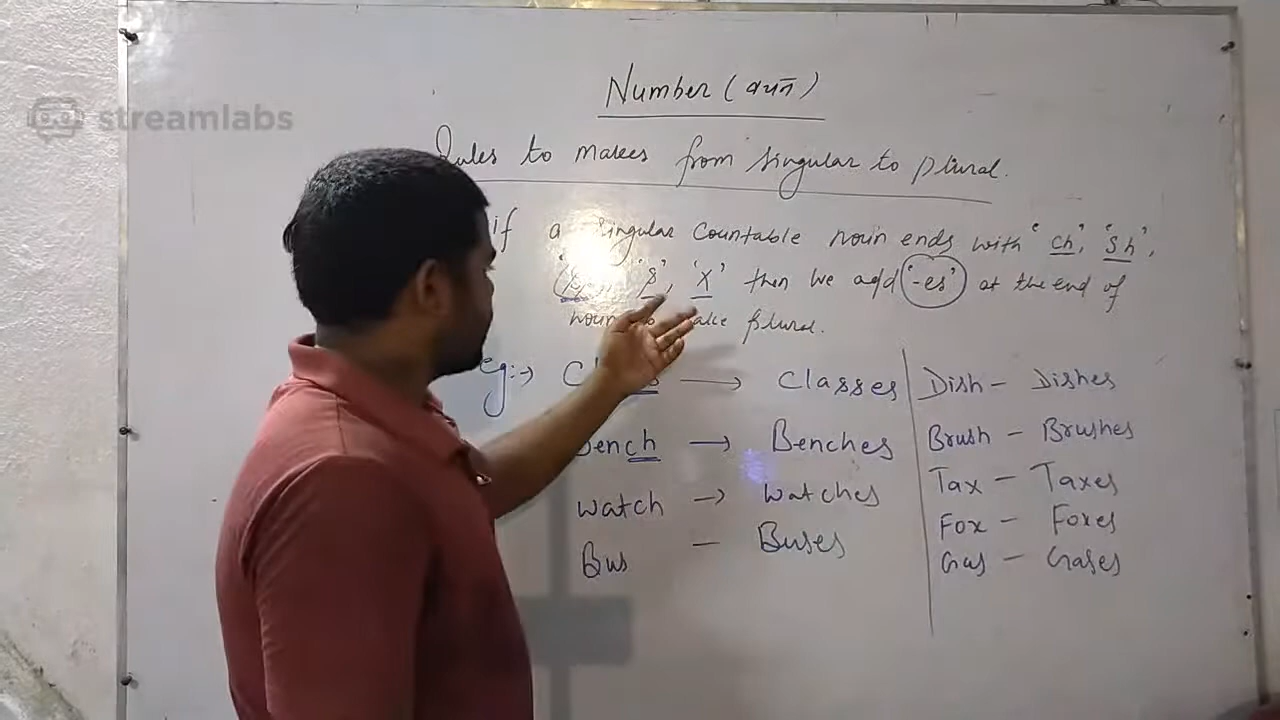 streamlabs
Number (वचन)
Rules to makes from singular to plural.
If a singular countable noun ends with 'ch', 'sh',
's', 'x' then we add '-es' at the end of
noun plural.
eg:→ → Classes
Bench → Benches
Watch → Watches
Bus – Buses
Dish – Dishes
Brush – Brushes
Tax – Taxes
Fox – Foxes
Gas – Gases